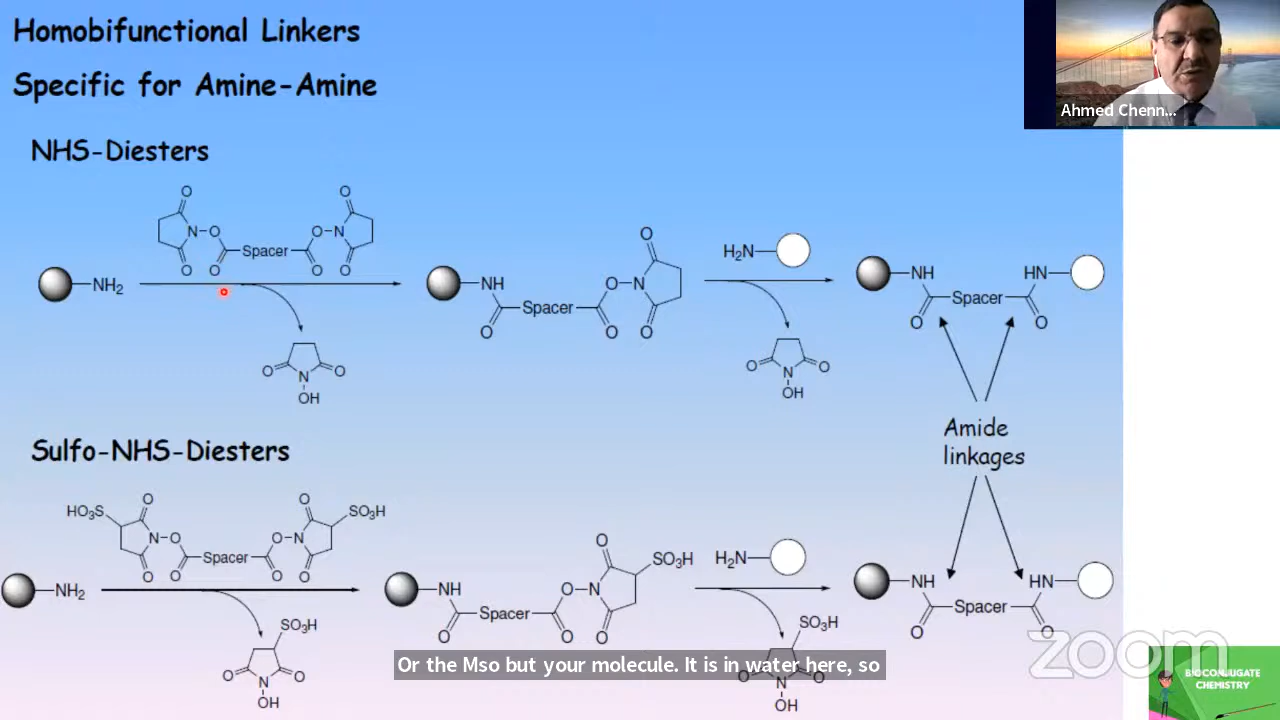 Homobifunctional Linkers
Specific for Amine-Amine
Ahmed Chenn...
NHS-Diesters
O O
N-O O-N
Spacer
O O O O
NH2
O
NH O-N
Spacer
O O O
H2N
NH HN
Spacer
O O
O O
N
OH
O O
N
OH
Amide
linkages
Sulfo-NHS-Diesters
HO3S O O SO3H
N-O O-N
Spacer
O O O O
NH2
O SO3H
NH O-N
Spacer
O O O
H2N
NH HN
Spacer
O O
SO3H
O O
N
OH
SO3H
O O
N
OH
Or the Mso but your molecule. It is in water here, so
zoom
BIOCONJUGATE
CHEMISTRY